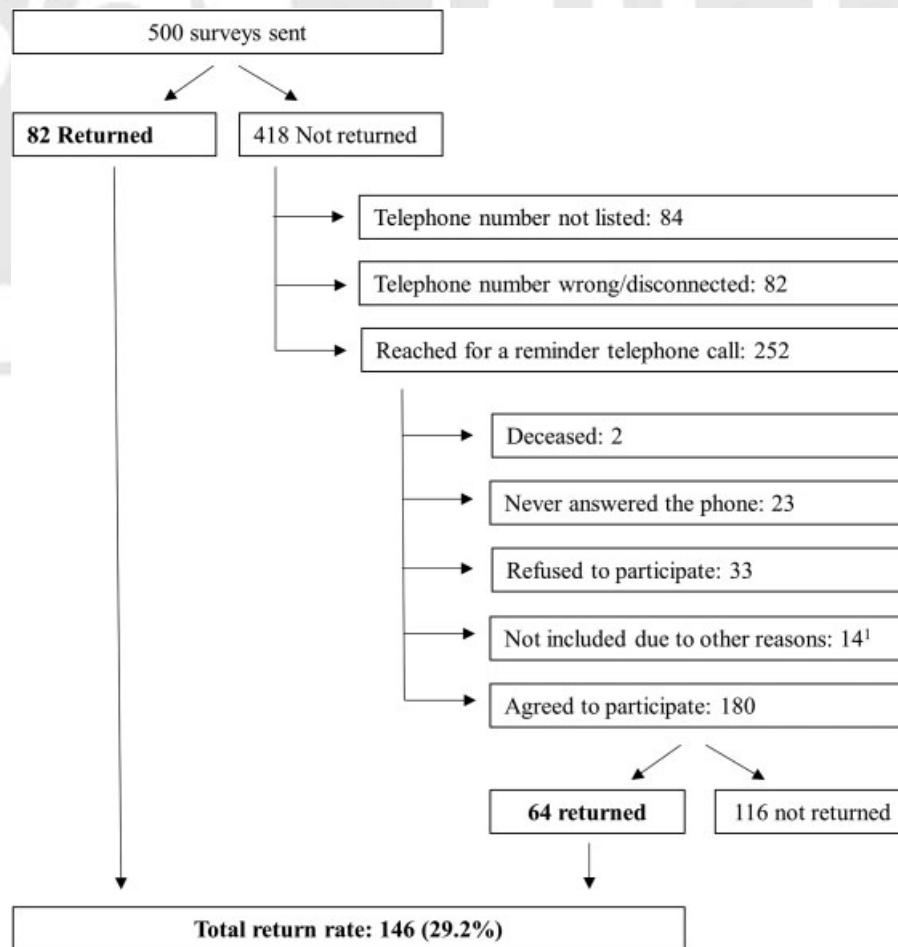 500 surveys sent
82 Returned
418 Not returned
Telephone number not listed: 84
Telephone number wrong/disconnected: 82
Reached for a reminder telephone call: 252
Deceased: 2
Never answered the phone: 23
Refused to participate: 33
Not included due to other reasons: 14¹
Agreed to participate: 180
64 returned
116 not returned
Total return rate: 146 (29.2%)